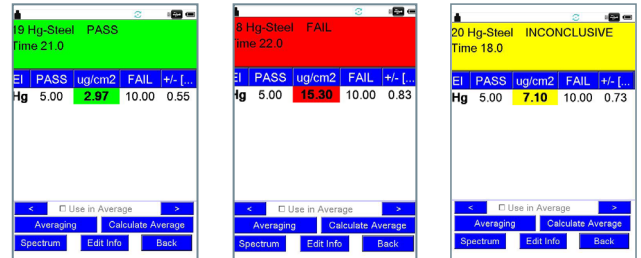 19 Hg-Steel PASS
Time 21.0
El PASS ug/cm2 FAIL +/- [...
Hg 5.00 2.97 10.00 0.55
< Use in Average >
Averaging Calculate Average
Spectrum Edit Info Back
8 Hg-Steel FAIL
ime 22.0
El PASS ug/cm2 FAIL +/- [...
Hg 5.00 15.30 10.00 0.83
< Use in Average >
Averaging Calculate Average
Spectrum Edit Info Back
20 Hg-Steel INCONCLUSIVE
Time 18.0
El PASS ug/cm2 FAIL +/- [...
Hg 5.00 7.10 10.00 0.73
< Use in Average >
Averaging Calculate Average
Spectrum Edit Info Back